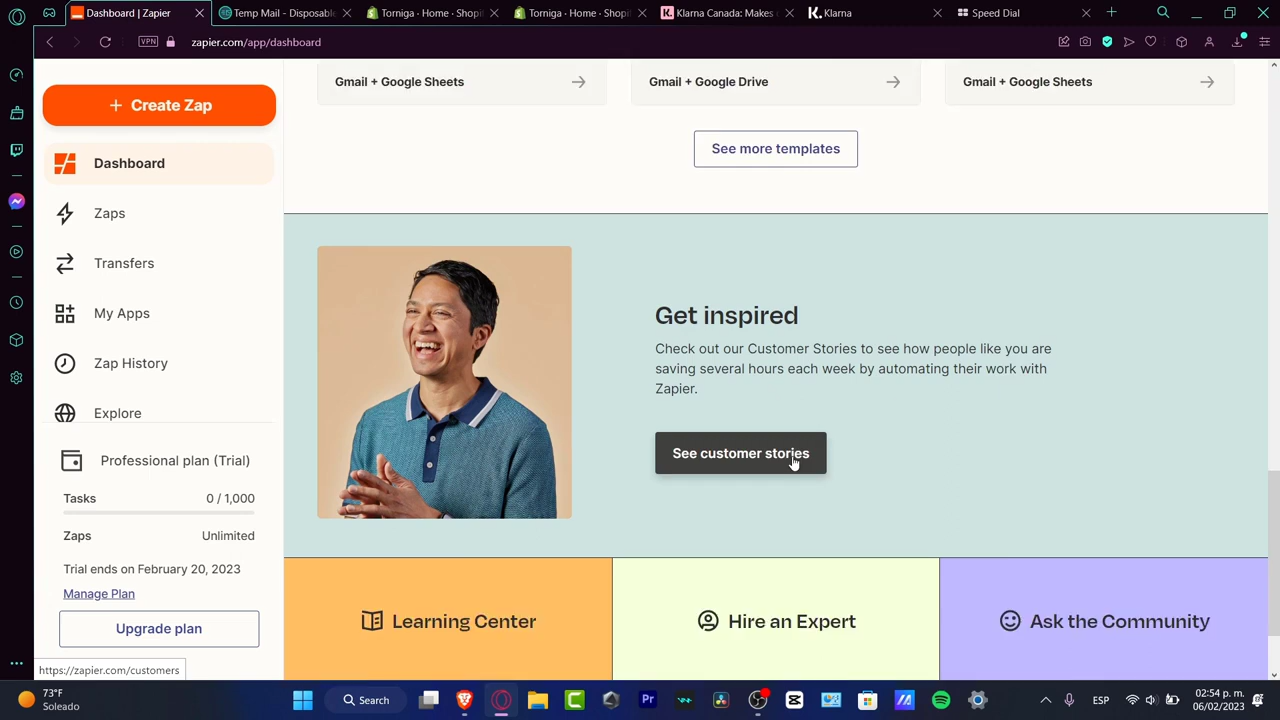 Dashboard | Zapier
Temp Mail - Disposable
Torniga · Home · Shopi
Torniga · Home · Shopi
Klarna Canada: Makes
Klarna
Speed Dial
VPN
zapier.com/app/dashboard
+ Create Zap
Dashboard
Zaps
Transfers
My Apps
Zap History
Explore
Professional plan (Trial)
Tasks 0 / 1,000
Zaps Unlimited
Trial ends on February 20, 2023
Manage Plan
Upgrade plan
https://zapier.com/customers
Gmail + Google Sheets
Gmail + Google Drive
Gmail + Google Sheets
See more templates
Get inspired
Check out our Customer Stories to see how people like you are
saving several hours each week by automating their work with
Zapier.
See customer stories
Learning Center
Hire an Expert
Ask the Community
73°F
Soleado
Search
Pr
ESP
02:54 p. m.
06/02/2023